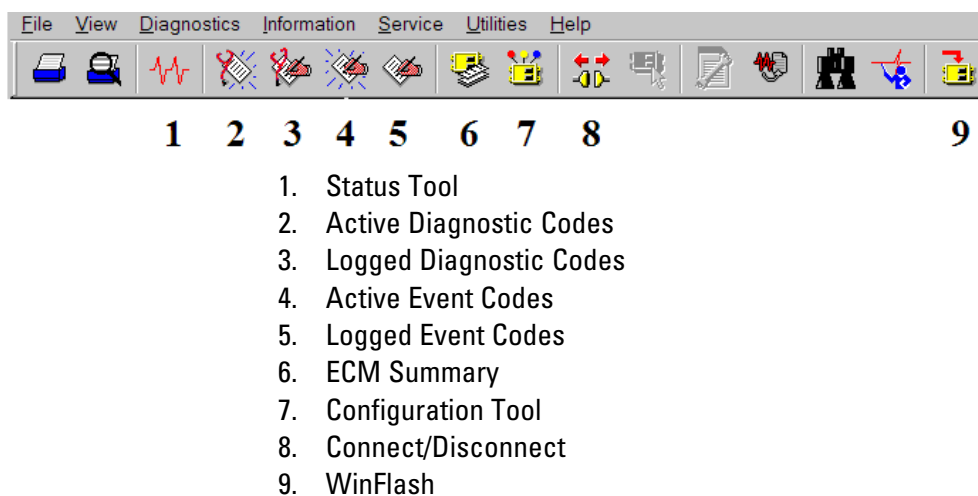 File View Diagnostics Information Service Utilities Help
1 2 3 4 5 6 7 8 9
1. Status Tool
2. Active Diagnostic Codes
3. Logged Diagnostic Codes
4. Active Event Codes
5. Logged Event Codes
6. ECM Summary
7. Configuration Tool
8. Connect/Disconnect
9. WinFlash